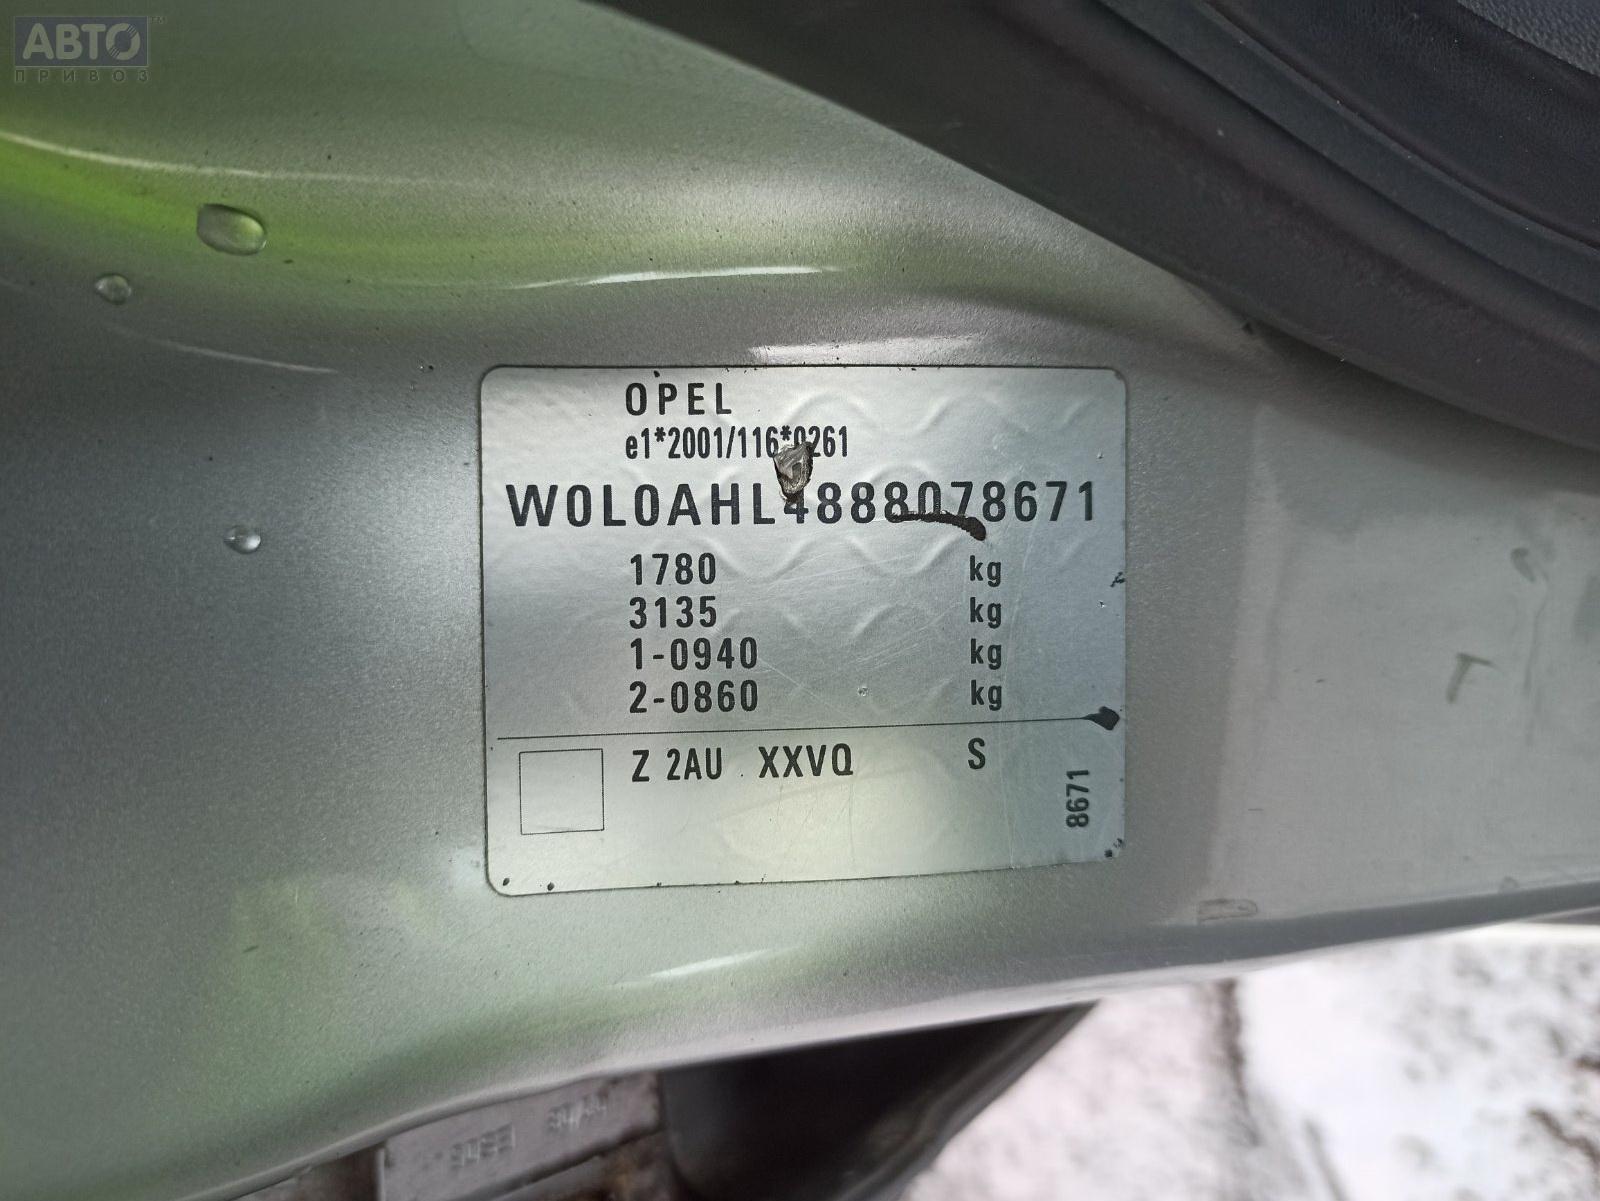 АВТО
ПРИВОЗ
OPEL
e1*2001/116*0261
W0L0AHL4888078671
1780 kg
3135 kg
1-0940 kg
2-0860 kg
Z 2AU XXVQ S
8671